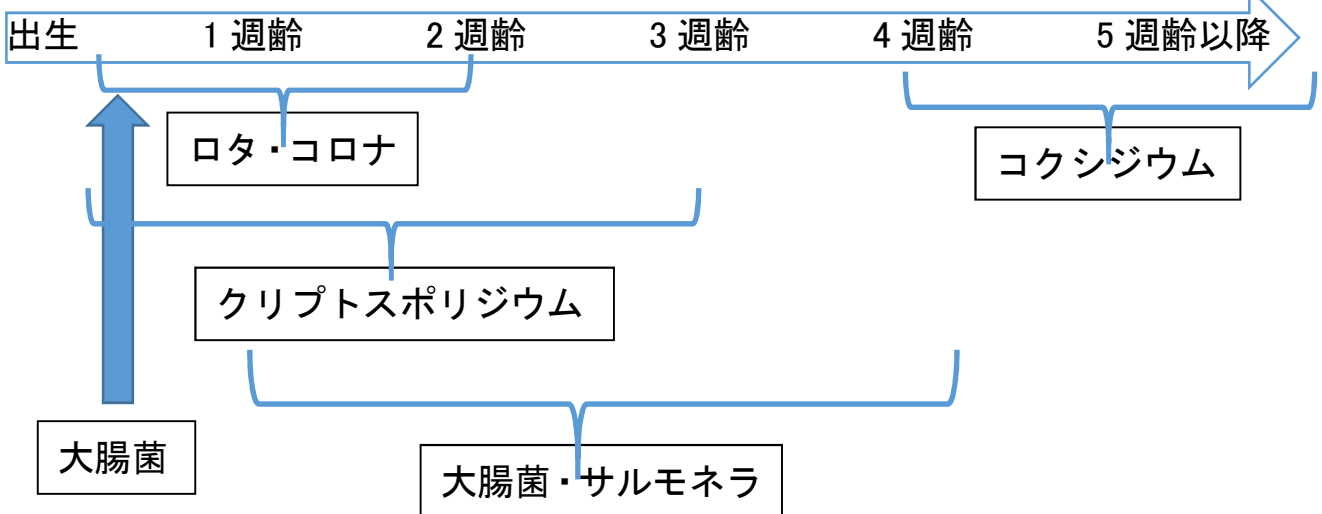 出生 1週齢 2週齢 3週齢 4週齢 5週齢以降
ロタ・コロナ
コクシジウム
クリプトスポリジウム
大腸菌
大腸菌・サルモネラ